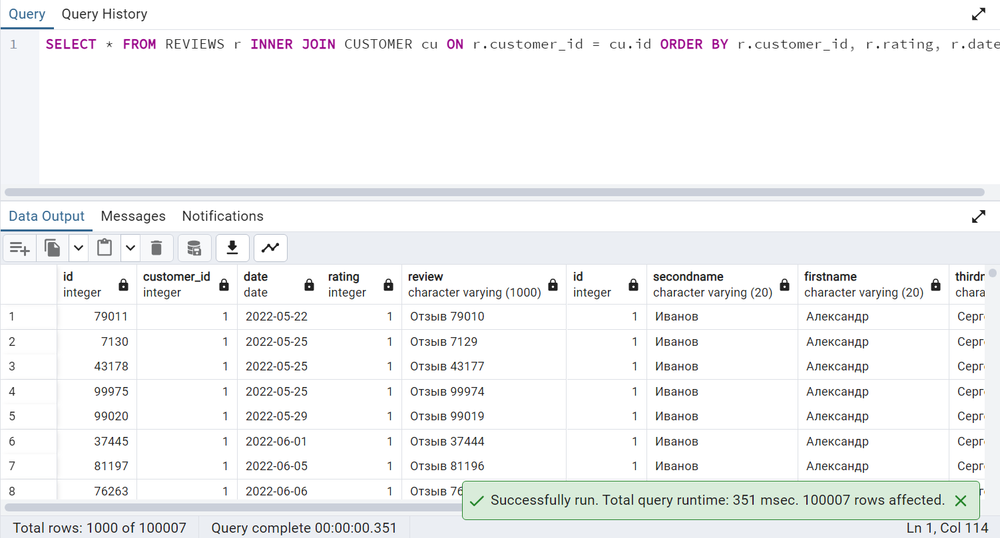 Query Query History
1 SELECT * FROM REVIEWS r INNER JOIN CUSTOMER cu ON r.customer_id = cu.id ORDER BY r.customer_id, r.rating, r.date
Data Output Messages Notifications
id customer_id date rating review id secondname firstname thirdn
integer integer date integer character varying (1000) integer character varying (20) character varying (20) chara
1 79011 1 2022-05-22 1 Отзыв 79010 1 Иванов Александр Серг
2 7130 1 2022-05-25 1 Отзыв 7129 1 Иванов Александр Серг
3 43178 1 2022-05-25 1 Отзыв 43177 1 Иванов Александр Серг
4 99975 1 2022-05-25 1 Отзыв 99974 1 Иванов Александр Серг
5 99020 1 2022-05-29 1 Отзыв 99019 1 Иванов Александр Серг
6 37445 1 2022-06-01 1 Отзыв 37444 1 Иванов Александр Серг
7 81197 1 2022-06-05 1 Отзыв 81196 1 Иванов Александр Серг
8 76263 1 2022-06-06 1 Отзыв 76
Successfully run. Total query runtime: 351 msec. 100007 rows affected.
Total rows: 1000 of 100007 Query complete 00:00:00.351 Ln 1, Col 114